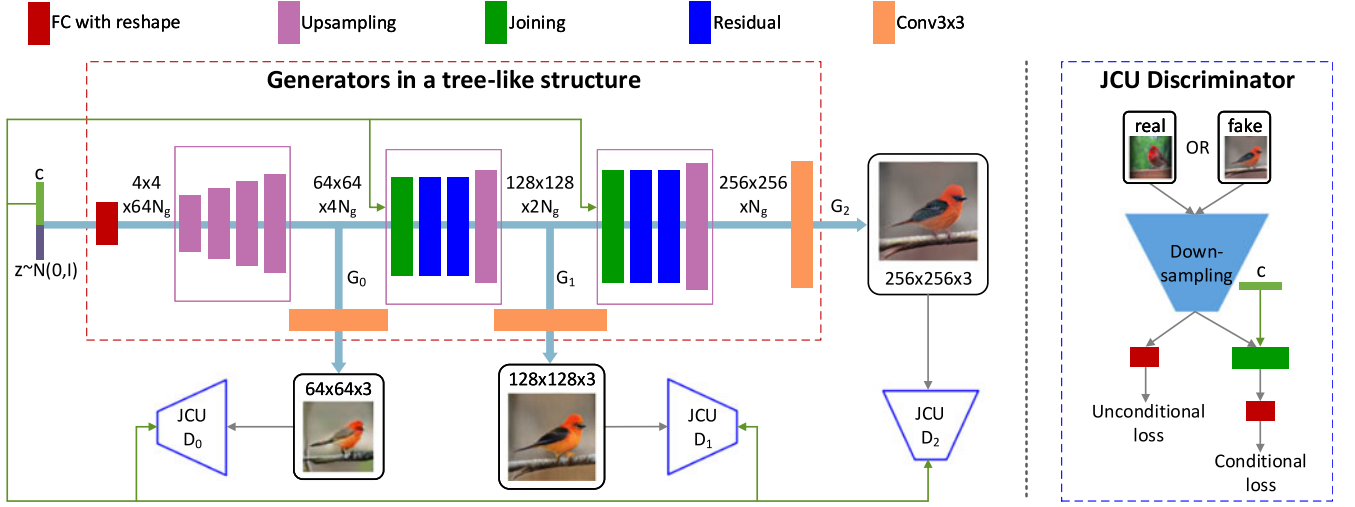 FC with reshape
Upsampling
Joining
Residual
Conv3x3
Generators in a tree-like structure
c
z~N(0,I)
4x4
x64Ng
64x64
x4Ng
128x128
x2Ng
256x256
xNg
G0
G1
G2
256x256x3
64x64x3
128x128x3
JCU
D0
JCU
D1
JCU
D2
JCU Discriminator
real
OR
fake
Down-
sampling
c
Unconditional
loss
Conditional
loss